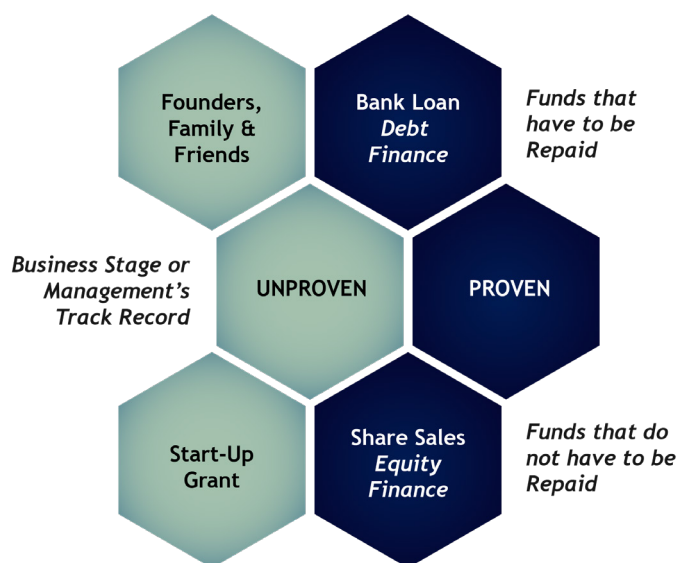 Founders,
Family &
Friends
Bank Loan
Debt
Finance
Funds that
have to be
Repaid
Business Stage or
Management's
Track Record
UNPROVEN
PROVEN
Start-Up
Grant
Share Sales
Equity
Finance
Funds that do
not have to be
Repaid